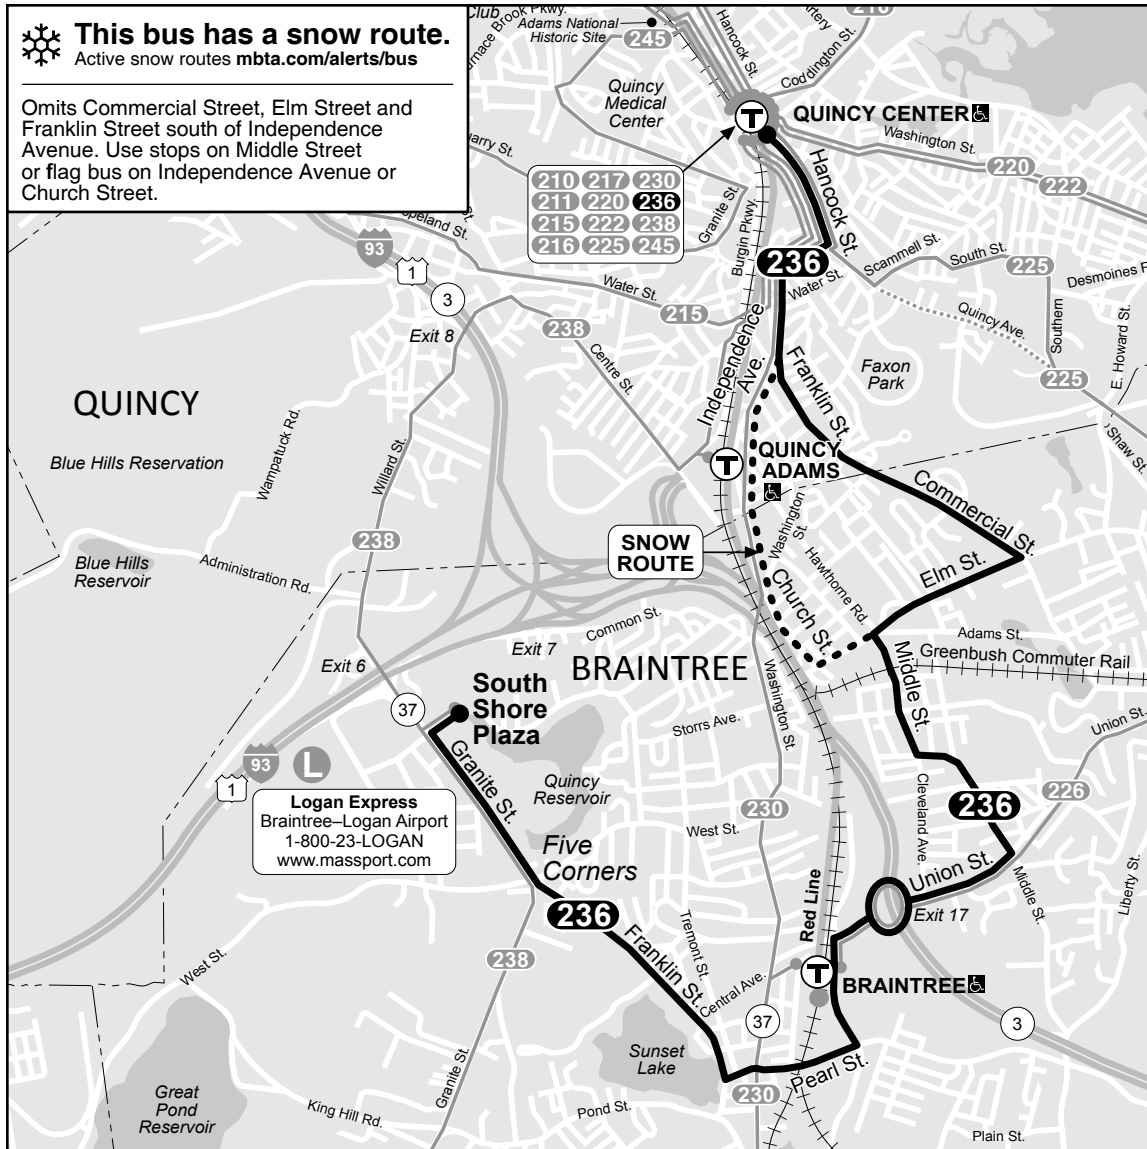 This bus has a snow route.
Active snow routes mbta.com/alerts/bus
Omits Commercial Street, Elm Street and
Franklin Street south of Independence
Avenue. Use stops on Middle Street
or flag bus on Independence Avenue or
Church Street.
Club
Adams National
Historic Site
245
Hancock St.
Coddington St.
Quincy
Medical
Center
T
QUINCY CENTER
Washington St.
220
222
210 217 230
211 220 236
215 222 238
216 225 245
Granite St.
Burgin Pkwy.
Hancock St.
236
Water St.
Scammell St.
South St.
225
Desmoines
Quincy Ave.
Southern
E. Howard St.
225
Shaw St.
93
1
3
Exit 8
Water St.
215
238
Centre St.
Independence
Ave.
Franklin St.
Faxon
Park
QUINCY
Blue Hills Reservation
Wampatuck Rd.
Willard St.
T
QUINCY
ADAMS
Commercial St.
238
Blue Hills
Reservoir
Administration Rd.
SNOW
ROUTE
Washington
St.
Hawthorne Rd.
Church St.
Elm St.
Common St.
Adams St.
Greenbush Commuter Rail
Exit 6
Exit 7
BRAINTREE
Middle St.
37
South
Shore
Plaza
Storrs Ave.
Washington St.
Union St.
93
L
1
Granite St.
Quincy
Reservoir
Logan Express
Braintree–Logan Airport
1-800-23-LOGAN
www.massport.com
230
West St.
Cleveland Ave.
236
226
Five
Corners
Union St.
Middle St.
Liberty St.
236
Red Line
Exit 17
Tremont St.
Franklin St.
West St.
238
Central Ave.
T
BRAINTREE
37
3
Sunset
Lake
Pearl St.
230
Granite St.
Great
Pond
Reservoir
King Hill Rd.
Pond St.
Plain St.